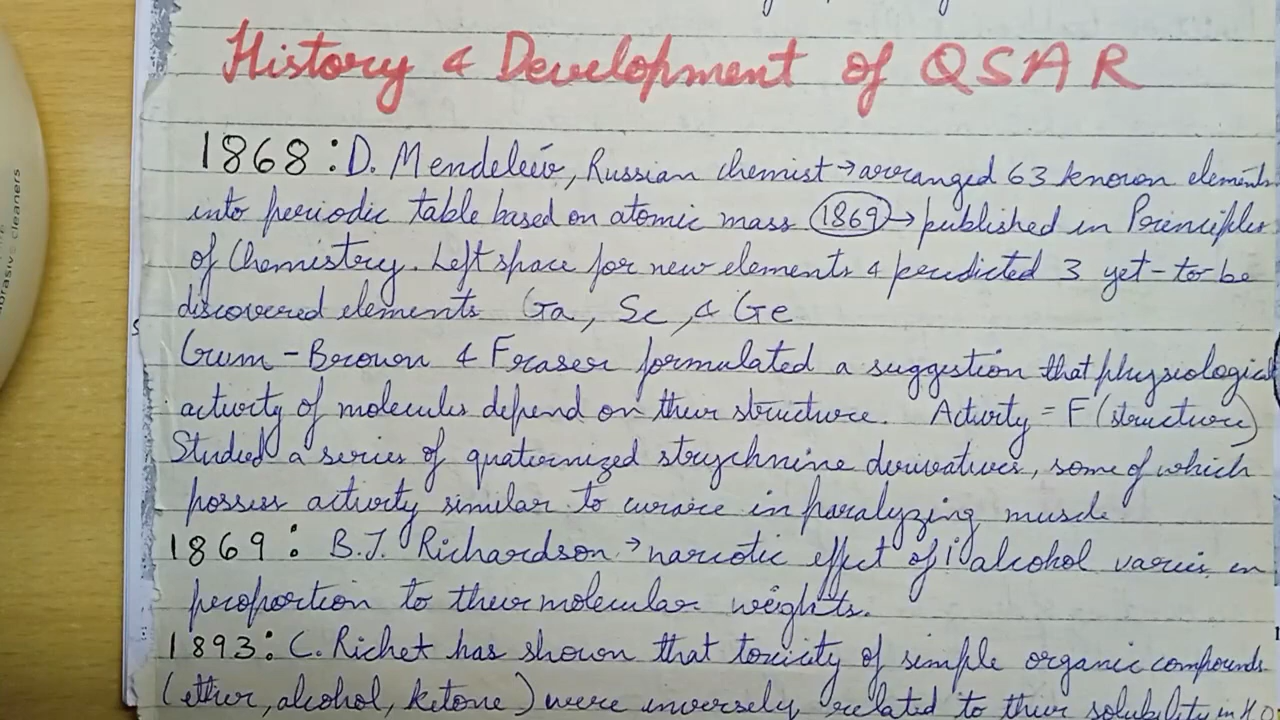 History & Development of QSAR
1868: D. Mendeleév, Russian chemist → arranged 63 known elements
into periodic table based on atomic mass (1869) → published in Principles
of Chemistry. Left space for new elements & predicted 3 yet-to be
discovered elements Ga, Sc, & Ge
Crum-Brown & Fraser formulated a suggestion that physiological
activity of molecules depend on their structure. Activity = F (structure)
Studied a series of quaternized strychnine derivatives, some of which
possess activity similar to curare in paralyzing muscle.
1869: B.J. Richardson → narcotic effect of 1° alcohol varies in
proportion to their molecular weights.
1893: C. Richet has shown that toxicity of simple organic compounds
(ether, alcohol, ketone) were inversely related to their solubility in H2O
cleaners